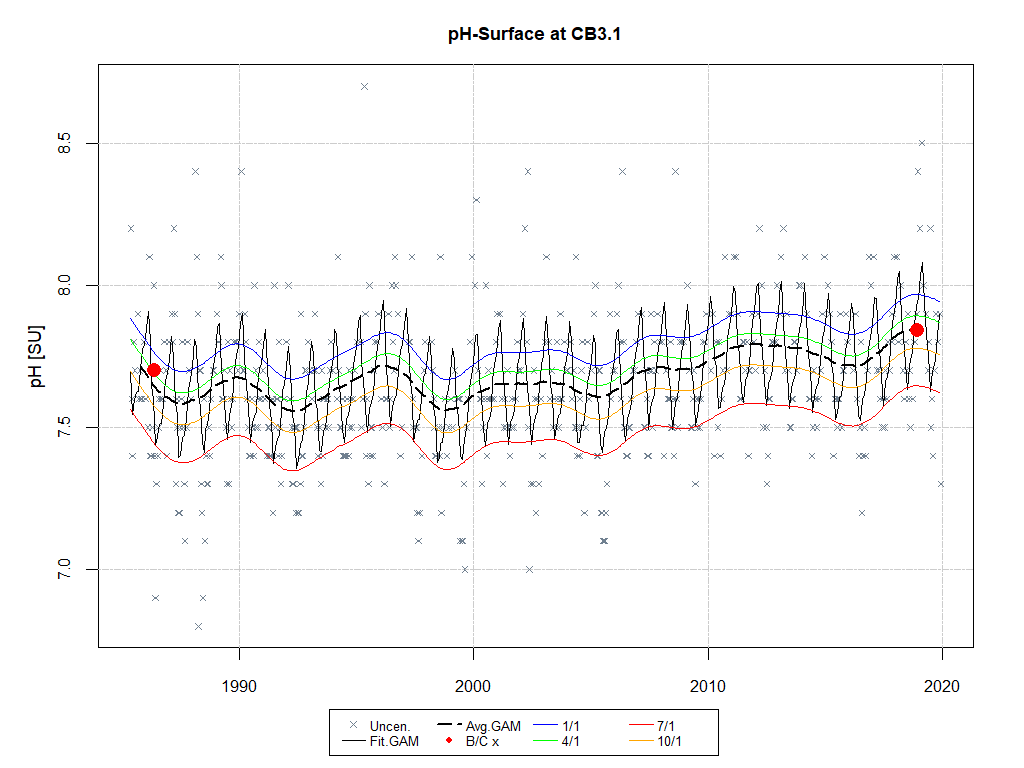 pH-Surface at CB3.1
pH [SU]
8.5
8.0
7.5
7.0
1990 2000 2010 2020
Uncen. Avg.GAM 1/1 7/1
Fit.GAM B/C x 4/1 10/1